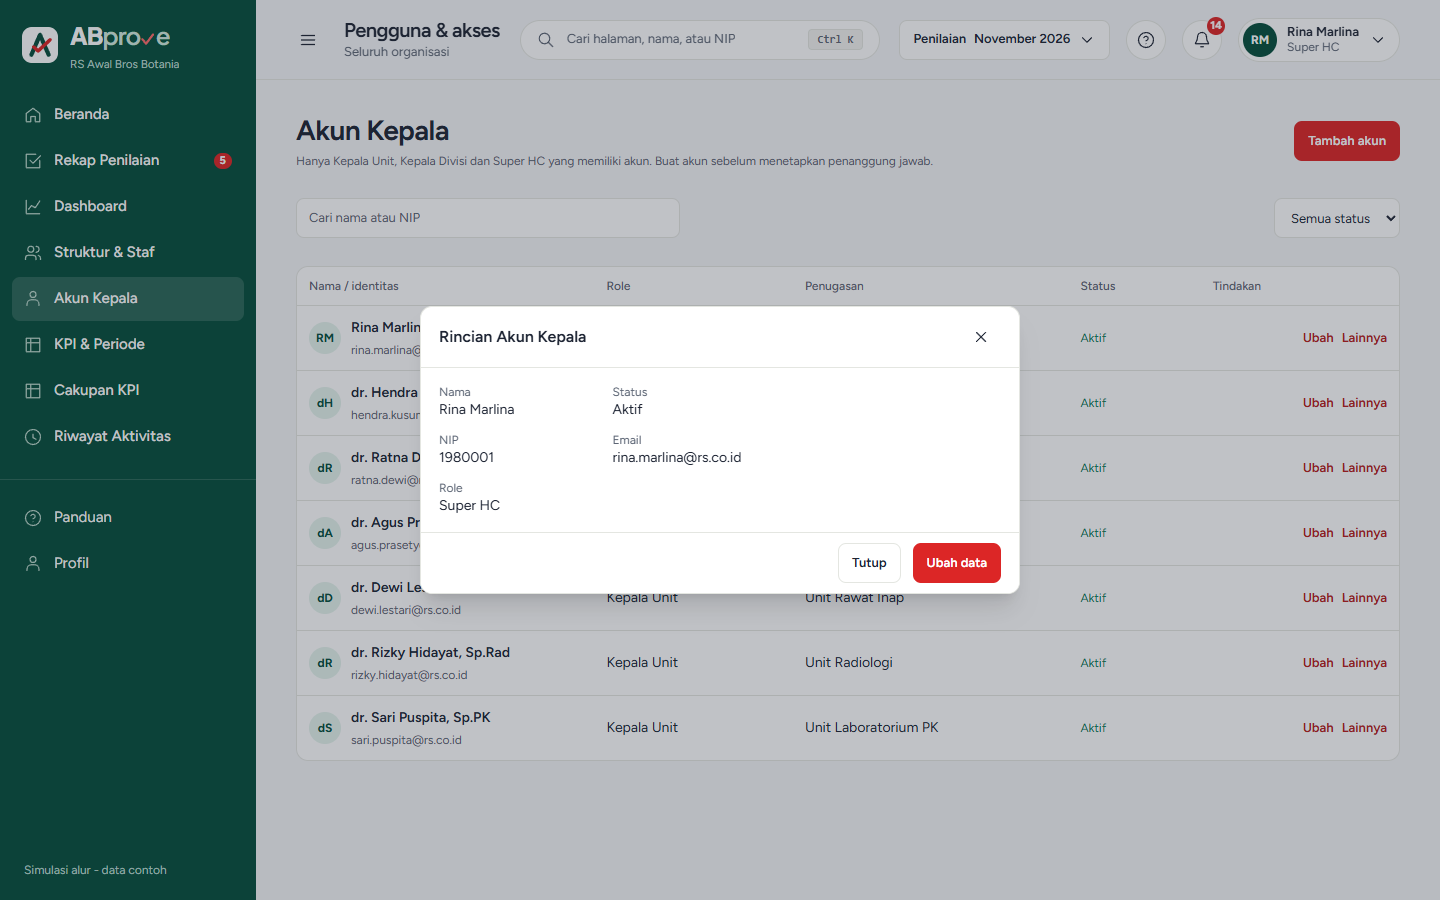 ABprove
RS Awal Bros Botania
Beranda
Rekap Penilaian 5
Dashboard
Struktur & Staf
Akun Kepala
KPI & Periode
Cakupan KPI
Riwayat Aktivitas
Panduan
Profil
Simulasi alur - data contoh
Pengguna & akses
Seluruh organisasi
Cari halaman, nama, atau NIP Ctrl K
Penilaian November 2026
14
RM Rina Marlina
Super HC
Akun Kepala
Hanya Kepala Unit, Kepala Divisi dan Super HC yang memiliki akun. Buat akun sebelum menetapkan penanggung jawab.
Tambah akun
Cari nama atau NIP
Semua status
Nama / identitas Role Penugasan Status Tindakan
RM Rina Marlin Aktif Ubah Lainnya
rina.marlina@
dH dr. Hendra Aktif Ubah Lainnya
dR dr. Ratna D Aktif Ubah Lainnya
ratna.dewi@
dA dr. Agus Pr Aktif Ubah Lainnya
agus.prasety
dD dr. Dewi Le Kepala Unit Unit Rawat Inap Aktif Ubah Lainnya
dewi.lestari@rs.co.id
dR dr. Rizky Hidayat, Sp.Rad Kepala Unit Unit Radiologi Aktif Ubah Lainnya
rizky.hidayat@rs.co.id
dS dr. Sari Puspita, Sp.PK Kepala Unit Unit Laboratorium PK Aktif Ubah Lainnya
sari.puspita@rs.co.id
Rincian Akun Kepala
Nama Status
Rina Marlina Aktif
NIP Email
1980001 rina.marlina@rs.co.id
Role
Super HC
Tutup Ubah data